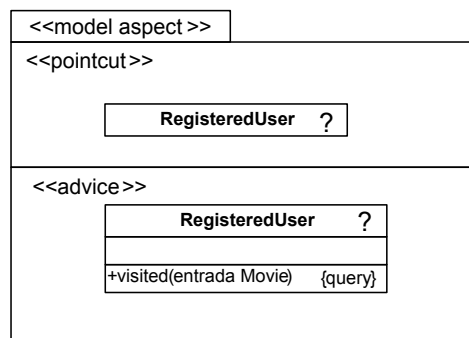 <<model aspect >>
<<pointcut>>
RegisteredUser ?
<<advice>>
RegisteredUser ?
+visited(entrada Movie) {query}